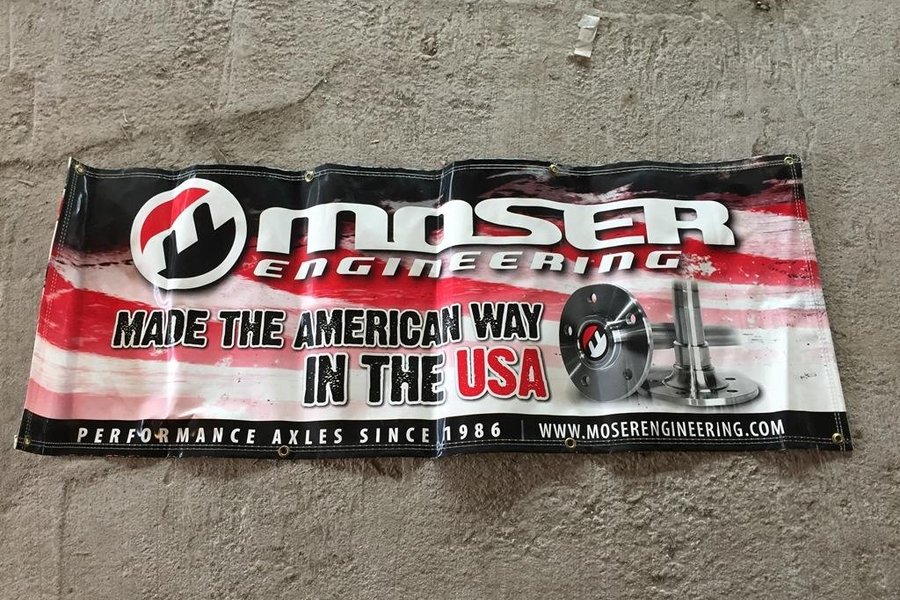 MOSER
ENGINEERING
MADE THE AMERICAN WAY
IN THE USA
PERFORMANCE AXLES SINCE 1986 | WWW.MOSERENGINEERING.COM